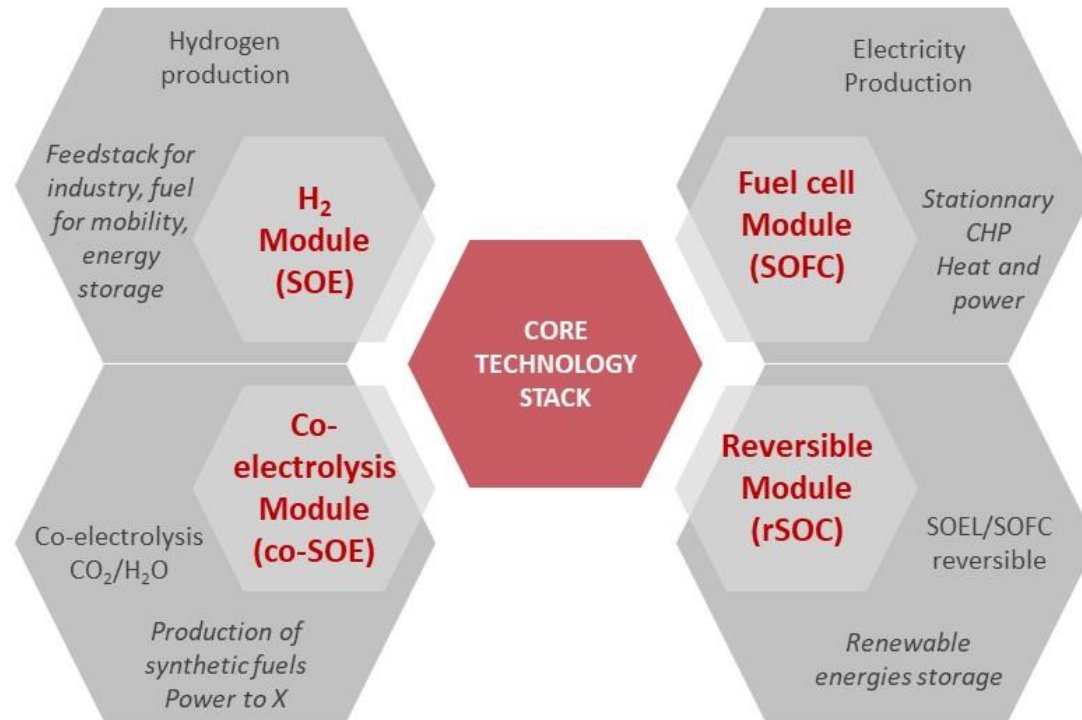 Hydrogen
production
Feedstack for
industry, fuel
for mobility,
energy
storage
H₂
Module
(SOE)
Electricity
Production
Fuel cell
Module
(SOFC)
Stationnary
CHP
Heat and
power
CORE
TECHNOLOGY
STACK
Co-
electrolysis
Module
(co-SOE)
Co-electrolysis
CO₂/H₂O
Production of
synthetic fuels
Power to X
Reversible
Module
(rSOC)
SOEL/SOFC
reversible
Renewable
energies storage